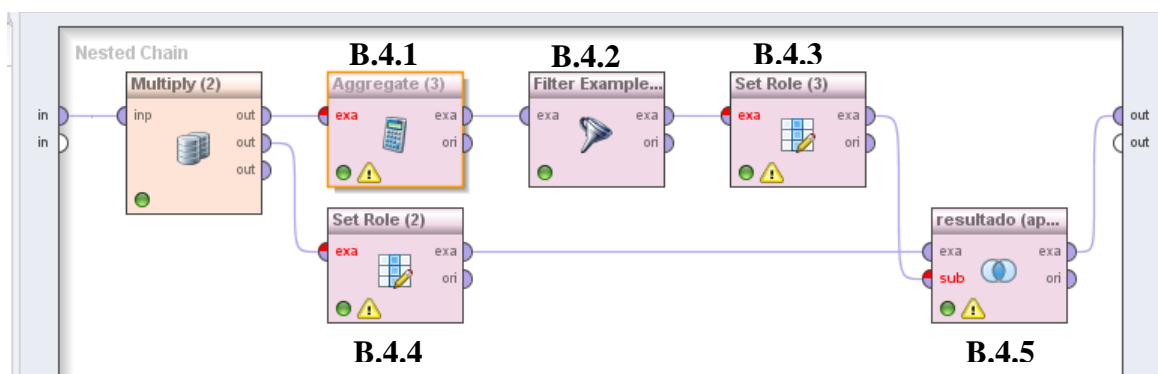 Nested Chain
B.4.1
B.4.2
B.4.3
Multiply (2)
Aggregate (3)
Filter Example...
Set Role (3)
in
inp
out
exa
exa
exa
exa
exa
exa
out
in
out
ori
ori
ori
out
out
Set Role (2)
resultado (ap...
exa
exa
exa
exa
ori
sub
ori
B.4.4
B.4.5